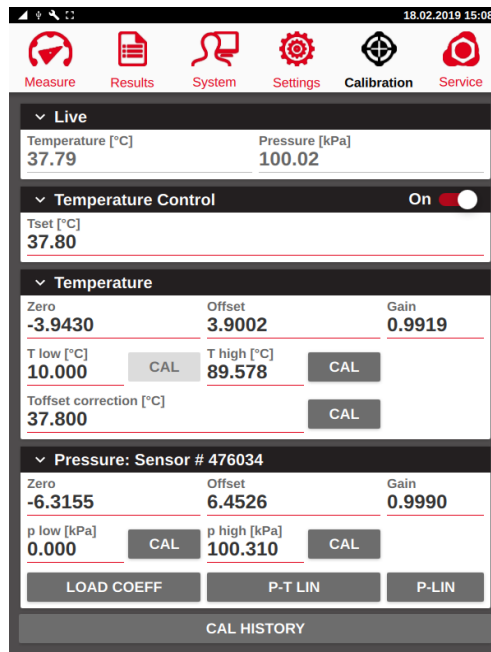 18.02.2019 15:08
Measure Results System Settings Calibration Service
Live
Temperature [°C] Pressure [kPa]
37.79 100.02
Temperature Control On
Tset [°C]
37.80
Temperature
Zero Offset Gain
-3.9430 3.9002 0.9919
T low [°C] T high [°C]
10.000 CAL 89.578 CAL
Toffset correction [°C]
37.800 CAL
Pressure: Sensor # 476034
Zero Offset Gain
-6.3155 6.4526 0.9990
p low [kPa] p high [kPa]
0.000 CAL 100.310 CAL
LOAD COEFF P-T LIN P-LIN
CAL HISTORY